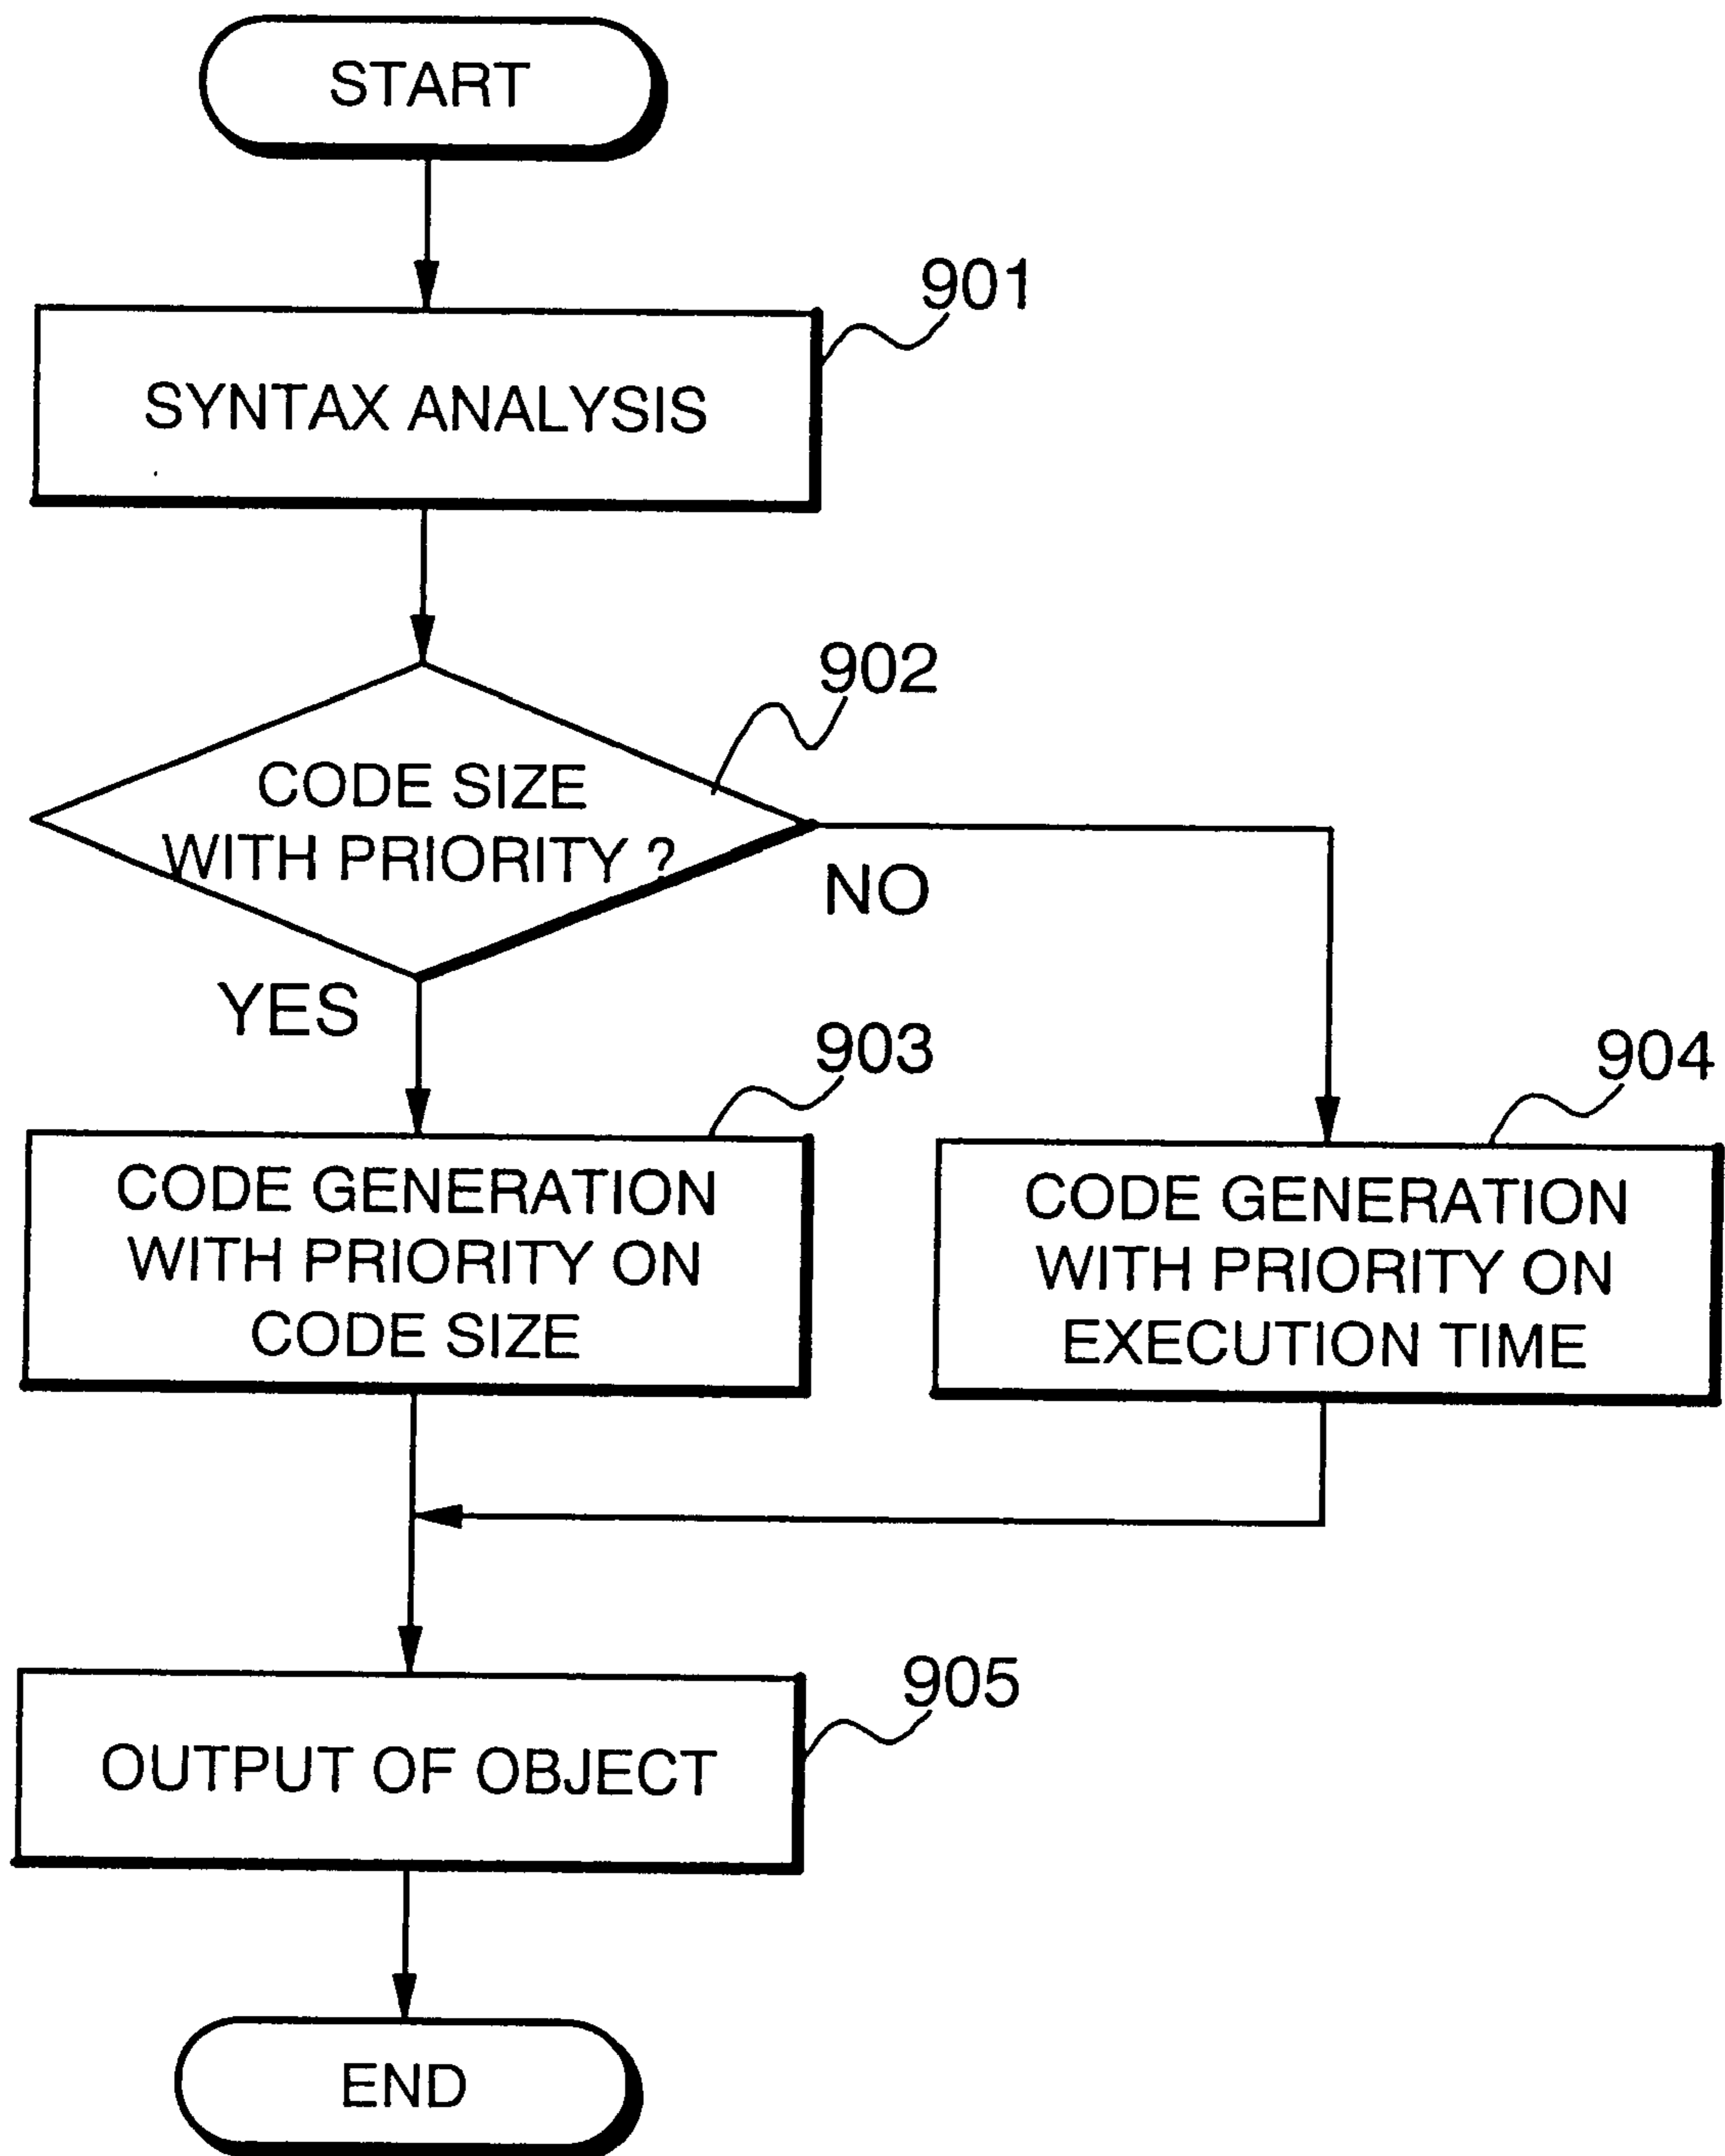 START
901
SYNTAX ANALYSIS
902
CODE SIZE
WITH PRIORITY ?
NO
YES
903
904
CODE GENERATION
WITH PRIORITY ON
CODE SIZE
CODE GENERATION
WITH PRIORITY ON
EXECUTION TIME
905
OUTPUT OF OBJECT
END